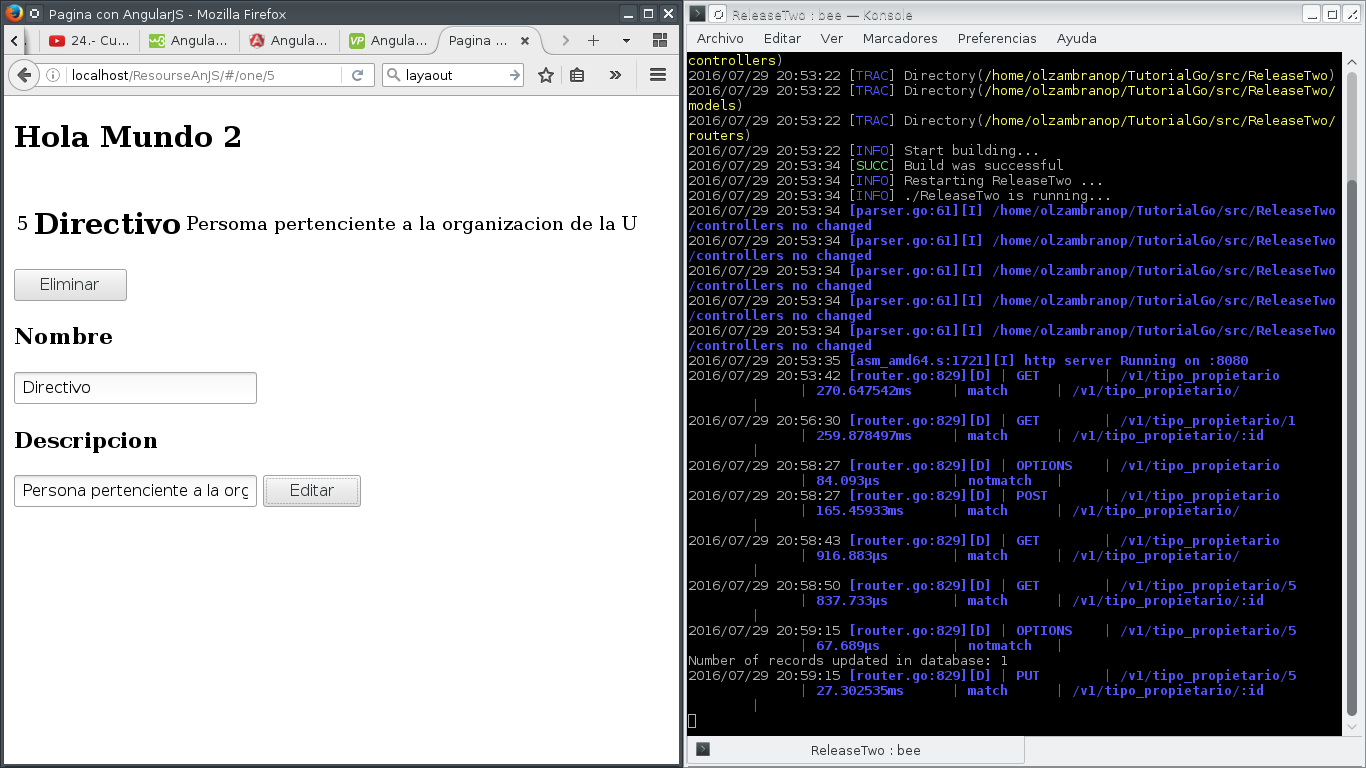 Pagina con AngularJS - Mozilla Firefox
24.- Cu...
Angula...
Angula...
Angula...
Pagina ...
localhost/ResourseAnJS/#/one/5
layaout
Hola Mundo 2
5 Directivo Persoma pertenciente a la organizacion de la U
Eliminar
Nombre
Directivo
Descripcion
Persona pertenciente a la org
Editar
ReleaseTwo : bee — Konsole
Archivo Editar Ver Marcadores Preferencias Ayuda
controllers)
2016/07/29 20:53:22 [TRAC] Directory(/home/olzambranop/TutorialGo/src/ReleaseTwo)
2016/07/29 20:53:22 [TRAC] Directory(/home/olzambranop/TutorialGo/src/ReleaseTwo/
models)
2016/07/29 20:53:22 [TRAC] Directory(/home/olzambranop/TutorialGo/src/ReleaseTwo/
routers)
2016/07/29 20:53:22 [INFO] Start building...
2016/07/29 20:53:34 [SUCC] Build was successful
2016/07/29 20:53:34 [INFO] Restarting ReleaseTwo ...
2016/07/29 20:53:34 [INFO] ./ReleaseTwo is running...
2016/07/29 20:53:34 [parser.go:61][I] /home/olzambranop/TutorialGo/src/ReleaseTwo
/controllers no changed
2016/07/29 20:53:34 [parser.go:61][I] /home/olzambranop/TutorialGo/src/ReleaseTwo
/controllers no changed
2016/07/29 20:53:34 [parser.go:61][I] /home/olzambranop/TutorialGo/src/ReleaseTwo
/controllers no changed
2016/07/29 20:53:34 [parser.go:61][I] /home/olzambranop/TutorialGo/src/ReleaseTwo
/controllers no changed
2016/07/29 20:53:34 [parser.go:61][I] /home/olzambranop/TutorialGo/src/ReleaseTwo
/controllers no changed
2016/07/29 20:53:35 [asm_amd64.s:1721][I] http server Running on :8080
2016/07/29 20:53:42 [router.go:829][D] | GET | /v1/tipo_propietario
| 270.647542ms | match | /v1/tipo_propietario/
|
2016/07/29 20:56:30 [router.go:829][D] | GET | /v1/tipo_propietario/1
| 259.878497ms | match | /v1/tipo_propietario/:id
|
2016/07/29 20:58:27 [router.go:829][D] | OPTIONS | /v1/tipo_propietario
| 84.093µs | notmatch |
2016/07/29 20:58:27 [router.go:829][D] | POST | /v1/tipo_propietario
| 165.45933ms | match | /v1/tipo_propietario/
|
2016/07/29 20:58:43 [router.go:829][D] | GET | /v1/tipo_propietario
| 916.883µs | match | /v1/tipo_propietario/
|
2016/07/29 20:58:50 [router.go:829][D] | GET | /v1/tipo_propietario/5
| 837.733µs | match | /v1/tipo_propietario/:id
|
2016/07/29 20:59:15 [router.go:829][D] | OPTIONS | /v1/tipo_propietario/5
| 67.689µs | notmatch |
Number of records updated in database: 1
2016/07/29 20:59:15 [router.go:829][D] | PUT | /v1/tipo_propietario/5
| 27.302535ms | match | /v1/tipo_propietario/:id
|
ReleaseTwo : bee